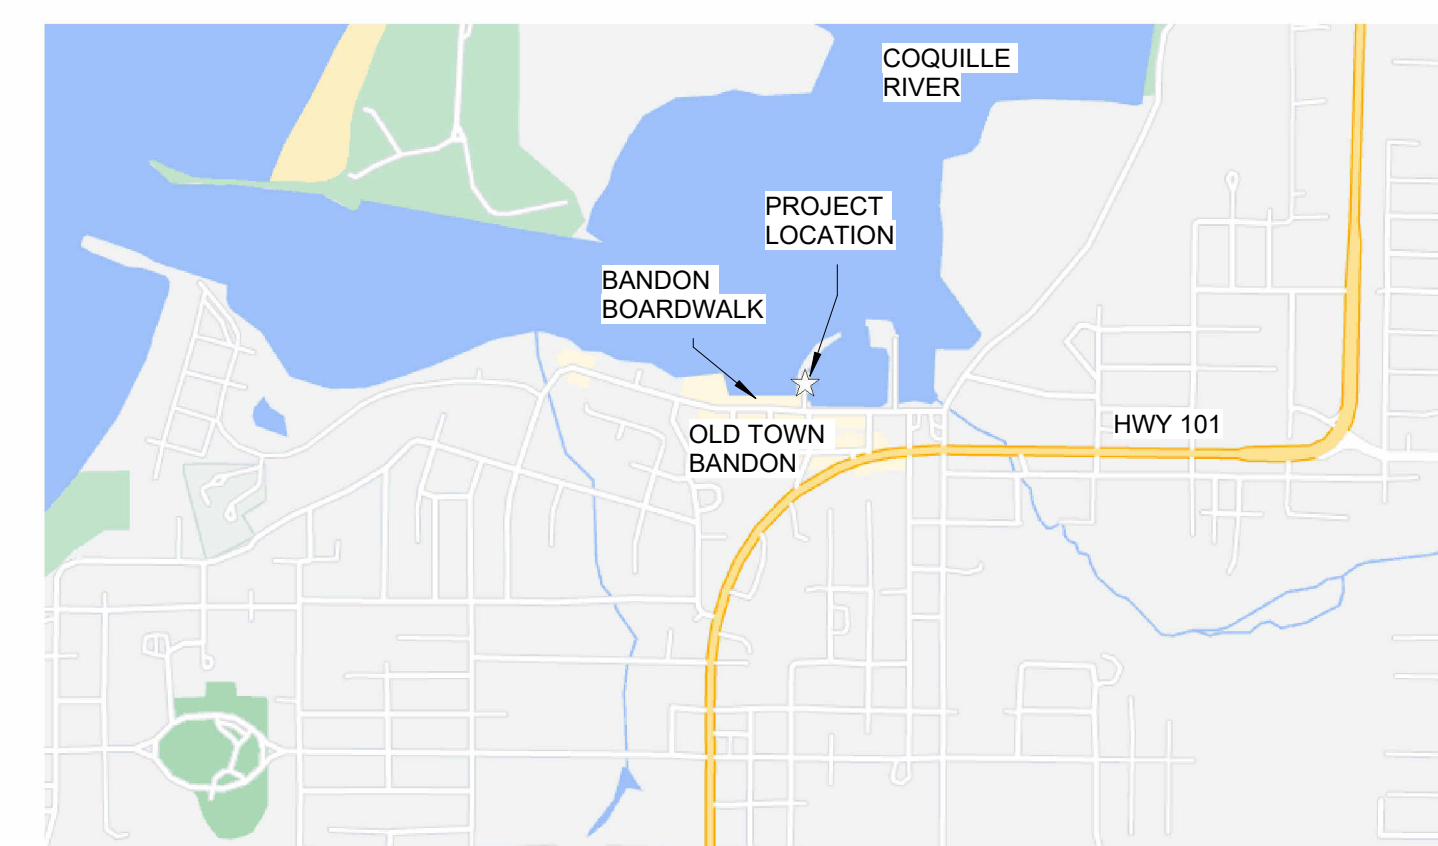 COQUILLE
RIVER
PROJECT
LOCATION
BANDON
BOARDWALK
OLD TOWN
BANDON
HWY 101